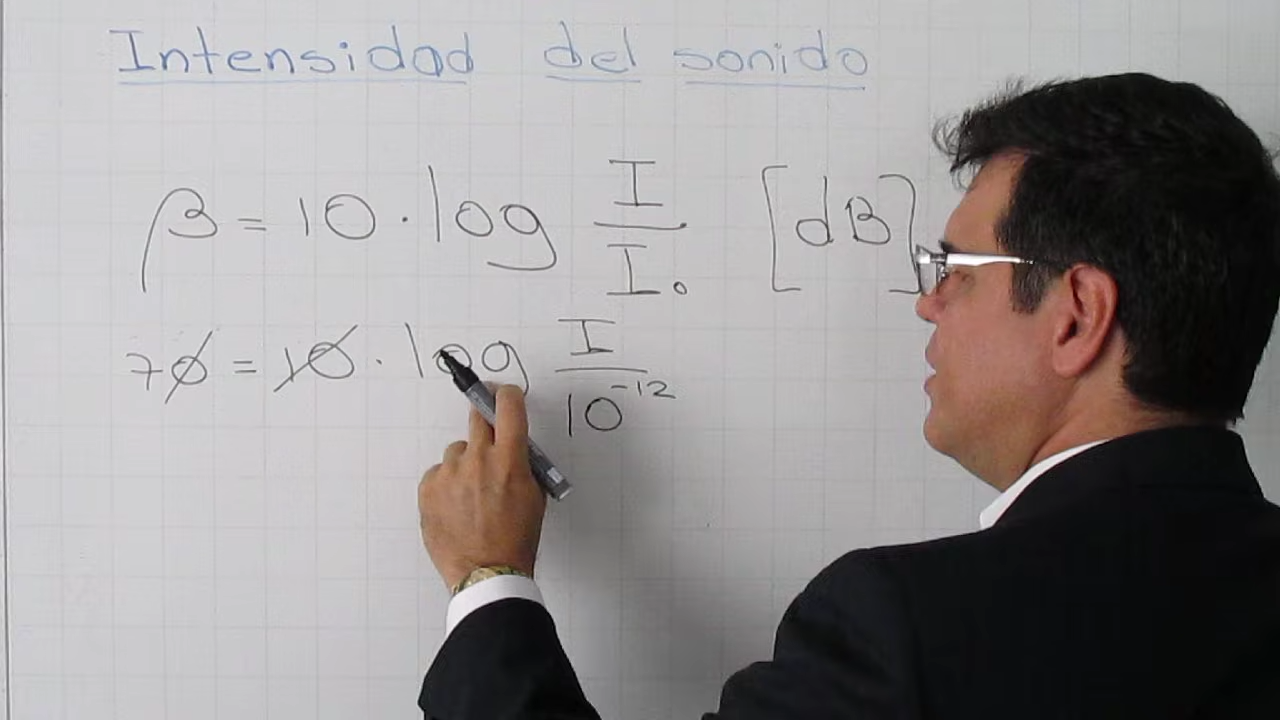 Intensidad del sonido
β = 10 · log I/I₀ [dB]
70 = 10 · log I/10⁻¹²